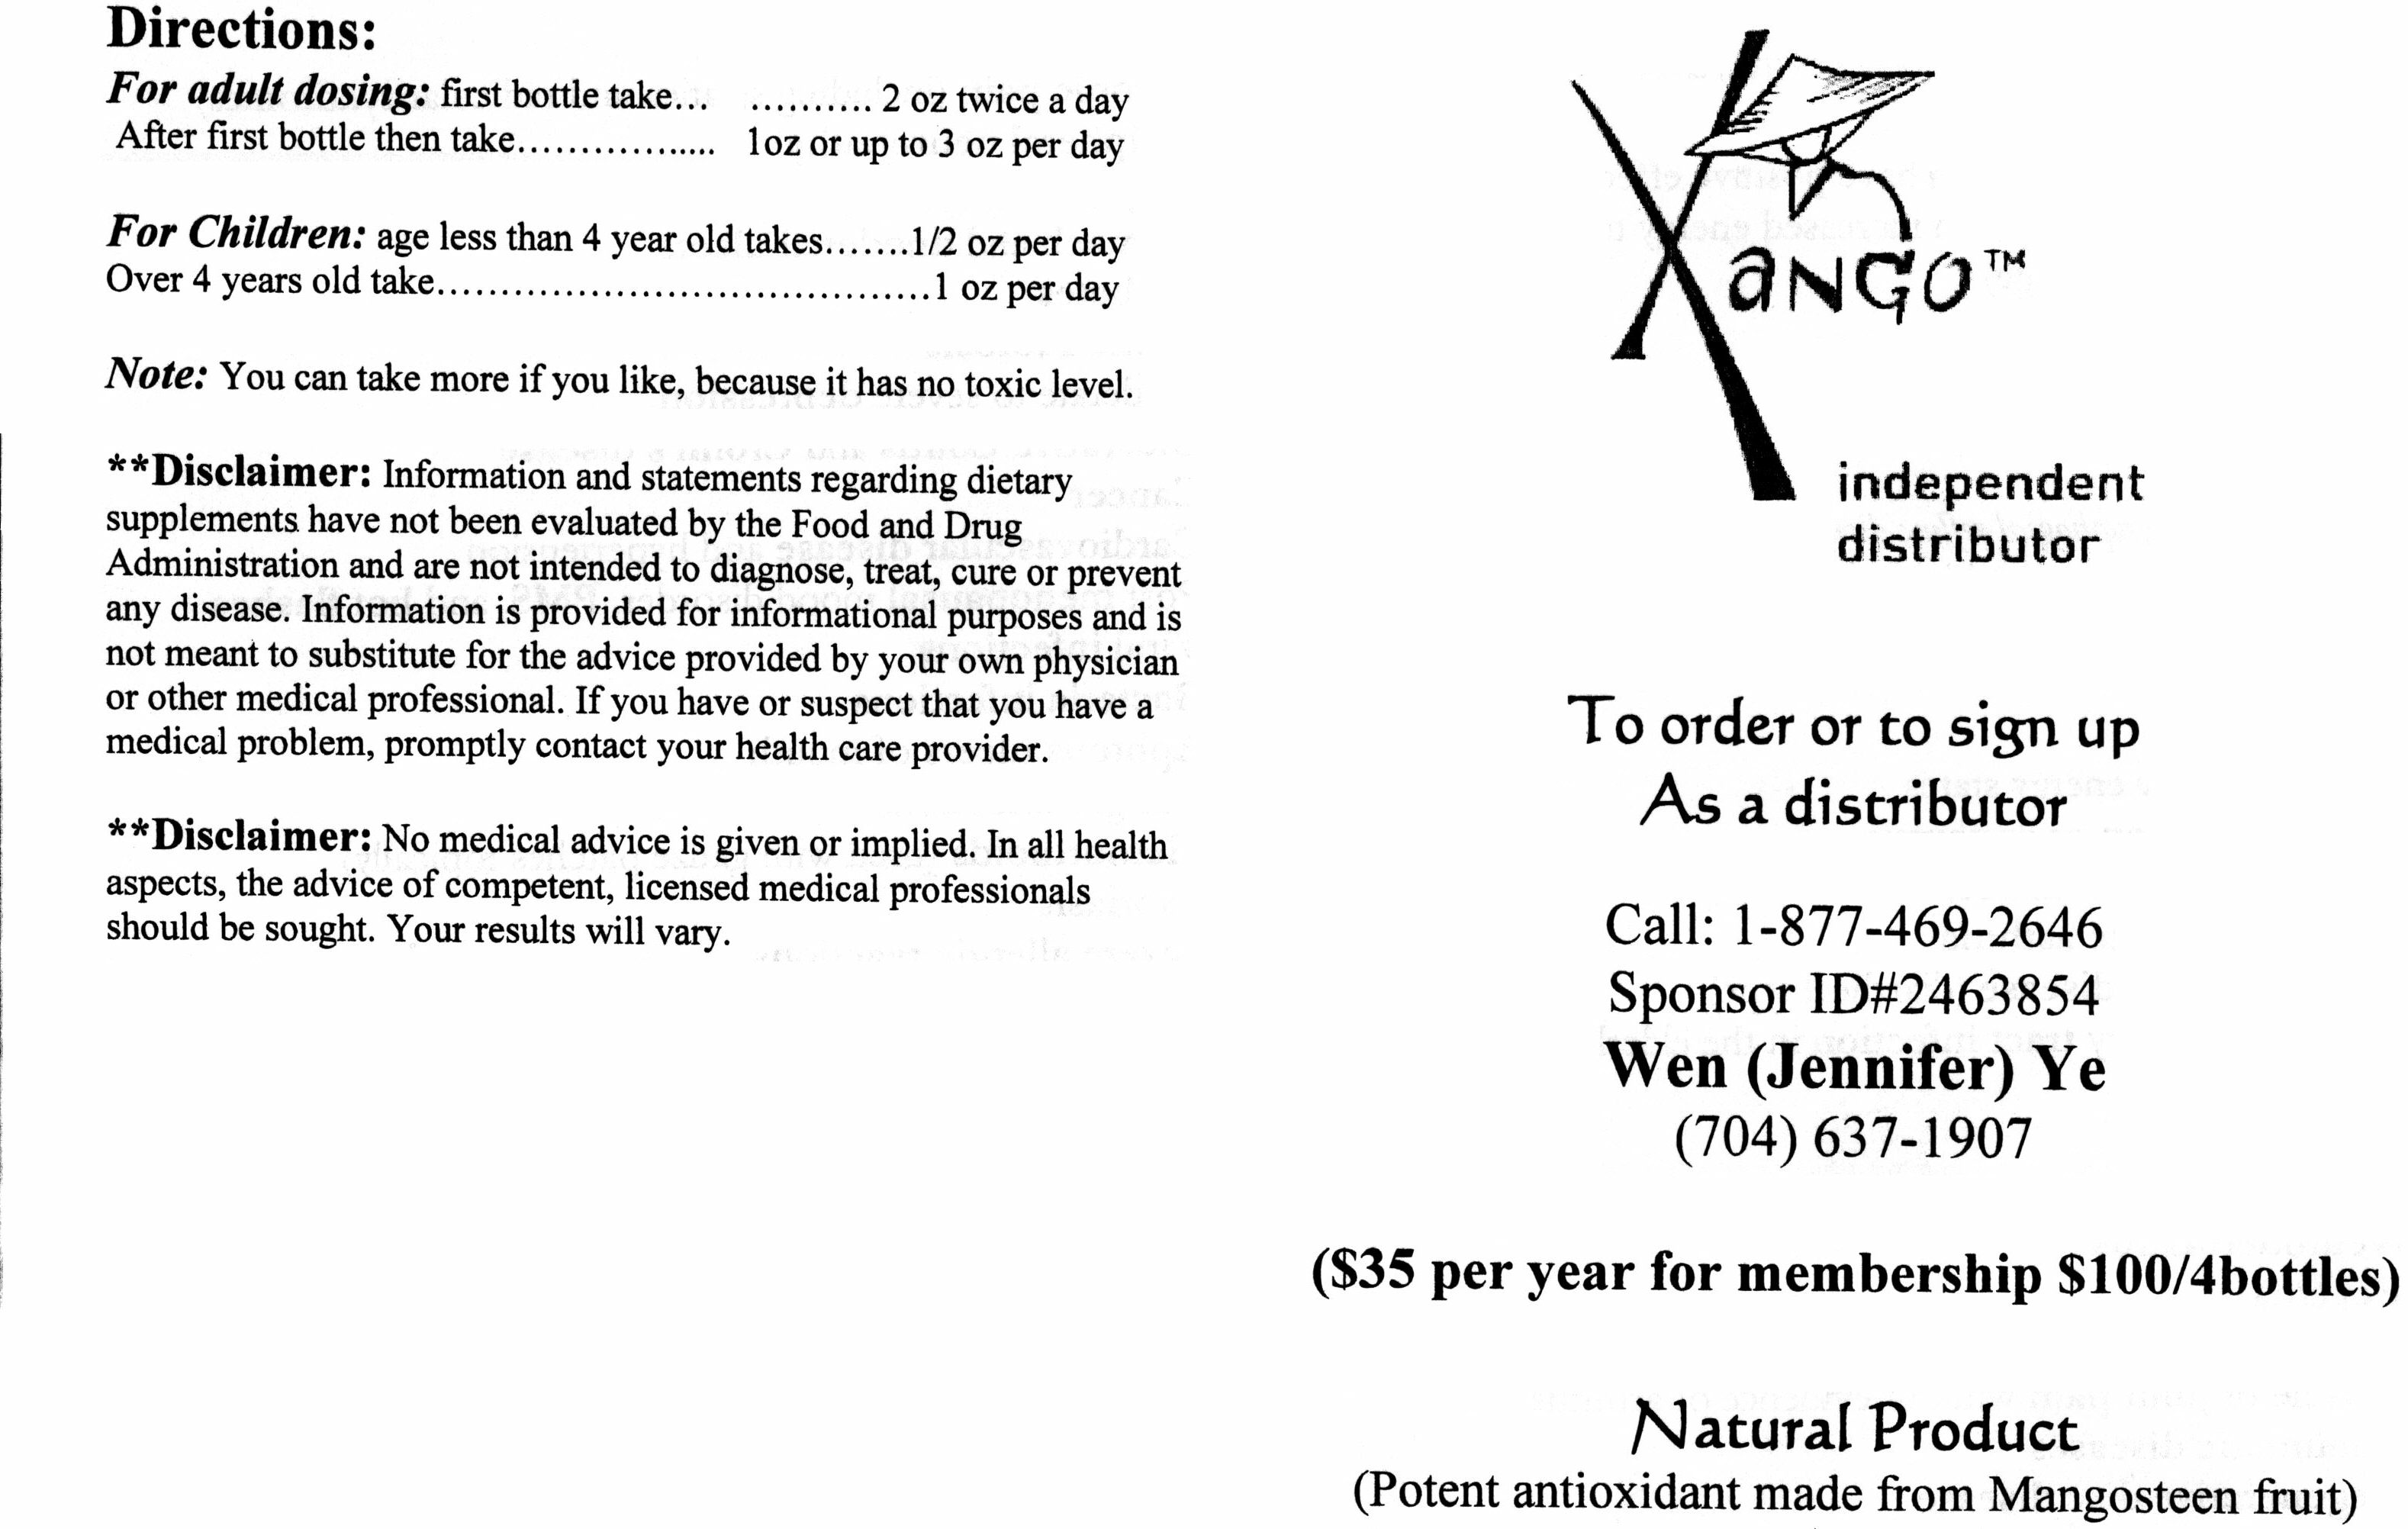 Directions:
For adult dosing: first bottle take... .......... 2 oz twice a day
After first bottle then take................ 1oz or up to 3 oz per day
For Children: age less than 4 year old takes.......1/2 oz per day
Over 4 years old take.......................................1 oz per day
Note: You can take more if you like, because it has no toxic level.
**Disclaimer: Information and statements regarding dietary
supplements have not been evaluated by the Food and Drug
Administration and are not intended to diagnose, treat, cure or prevent
any disease. Information is provided for informational purposes and is
not meant to substitute for the advice provided by your own physician
or other medical professional. If you have or suspect that you have a
medical problem, promptly contact your health care provider.
**Disclaimer: No medical advice is given or implied. In all health
aspects, the advice of competent, licensed medical professionals
should be sought. Your results will vary.
XANGO™
independent
distributor
To order or to sign up
As a distributor
Call: 1-877-469-2646
Sponsor ID#2463854
Wen (Jennifer) Ye
(704) 637-1907
($35 per year for membership $100/4bottles)
Natural Product
(Potent antioxidant made from Mangosteen fruit)